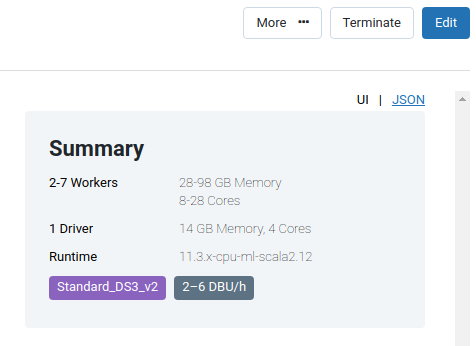 More ··· Terminate Edit
UI | JSON
Summary
2-7 Workers 28-98 GB Memory
8-28 Cores
1 Driver 14 GB Memory, 4 Cores
Runtime 11.3.x-cpu-ml-scala2.12
Standard_DS3_v2 2–6 DBU/h